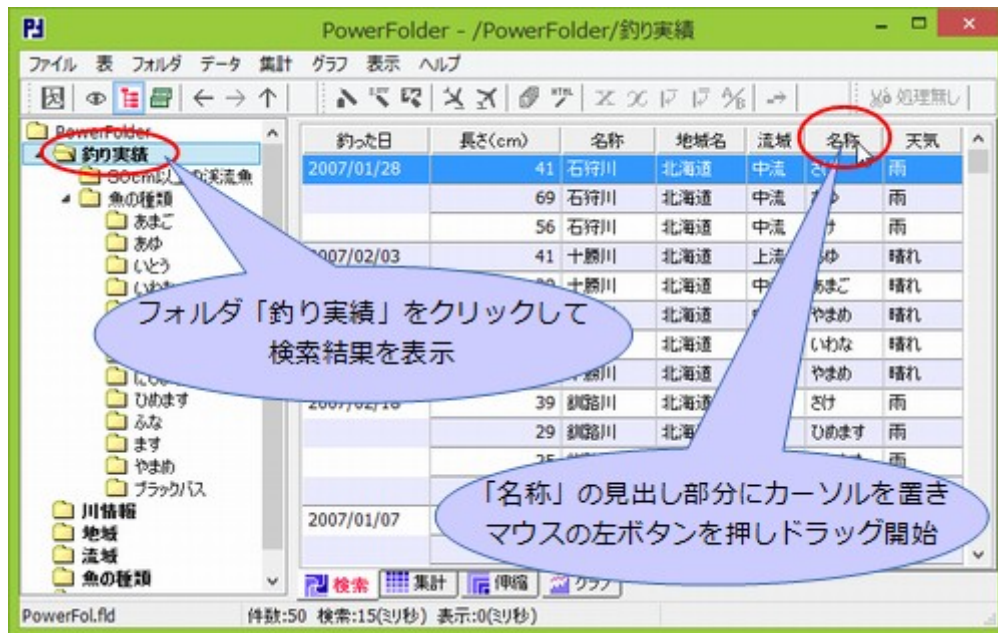 PowerFolder - /PowerFolder/釣り実績
ファイル 表 フォルダ データ 集計 グラフ 表示 ヘルプ
処理無し
PowerFolder
釣り実績
魚の種類
あまご
あゆ
いとう
ひめます
ふな
ます
やまめ
ブラックバス
川情報
地域
流域
魚の種類
釣った日 長さ(cm) 名称 地域名 流域 名称 天気
2007/01/28 41 石狩川 北海道 中流 雨
69 石狩川 北海道 中流 雨
56 石狩川 北海道 中流 雨
2007/02/03 41 十勝川 北海道 上流 晴れ
十勝川 北海道 晴れ
北海道 やまめ 晴れ
北海道 いわな 晴れ
北海道 やまめ 晴れ
39 釧路川 北海道 さけ 雨
29 釧路川 ひめます 雨
2007/01/07
フォルダ「釣り実績」をクリックして
検索結果を表示
「名称」の見出し部分にカーソルを置き
マウスの左ボタンを押しドラッグ開始
検索 集計 伸縮 グラフ
PowerFol.fld 件数:50 検索:15(ミリ秒) 表示:0(ミリ秒)